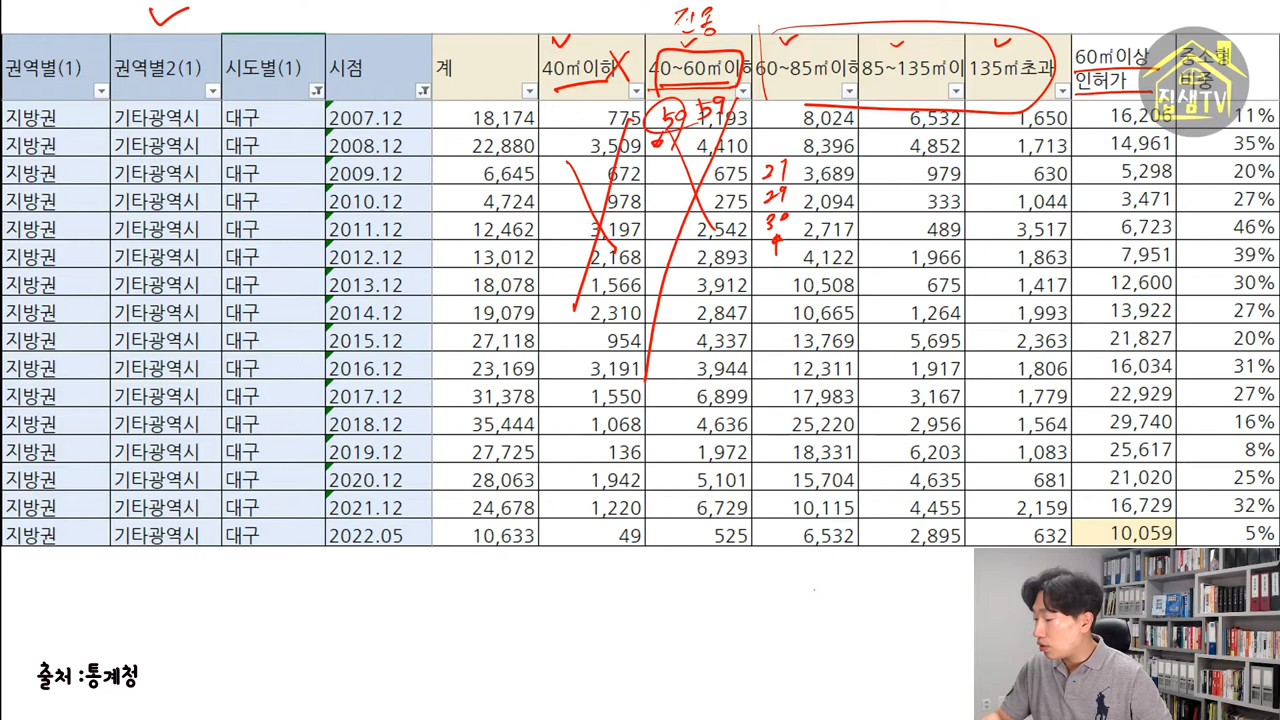 전용
권역별(1) 권역별2(1) 시도별(1) 시점 계 40㎡이하 40~60㎡이하 60~85㎡이하 85~135㎡이 135㎡초과 60㎡이상 인허가 중소형 비중
집샘TV
59 59
지방권 기타광역시 대구 2007.12 18,174 775 1,193 8,024 6,532 1,650 16,206 11%
지방권 기타광역시 대구 2008.12 22,880 3,509 4,410 8,396 4,852 1,713 14,961 35%
지방권 기타광역시 대구 2009.12 6,645 672 675 27 3,689 979 630 5,298 20%
지방권 기타광역시 대구 2010.12 4,724 978 275 29 2,094 333 1,044 3,471 27%
지방권 기타광역시 대구 2011.12 12,462 3,197 2,542 30 2,717 489 3,517 6,723 46%
지방권 기타광역시 대구 2012.12 13,012 2,168 2,893 4,122 1,966 1,863 7,951 39%
지방권 기타광역시 대구 2013.12 18,078 1,566 3,912 10,508 675 1,417 12,600 30%
지방권 기타광역시 대구 2014.12 19,079 2,310 2,847 10,665 1,264 1,993 13,922 27%
지방권 기타광역시 대구 2015.12 27,118 954 4,337 13,769 5,695 2,363 21,827 20%
지방권 기타광역시 대구 2016.12 23,169 3,191 3,944 12,311 1,917 1,806 16,034 31%
지방권 기타광역시 대구 2017.12 31,378 1,550 6,899 17,983 3,167 1,779 22,929 27%
지방권 기타광역시 대구 2018.12 35,444 1,068 4,636 25,220 2,956 1,564 29,740 16%
지방권 기타광역시 대구 2019.12 27,725 136 1,972 18,331 6,203 1,083 25,617 8%
지방권 기타광역시 대구 2020.12 28,063 1,942 5,101 15,704 4,635 681 21,020 25%
지방권 기타광역시 대구 2021.12 24,678 1,220 6,729 10,115 4,455 2,159 16,729 32%
지방권 기타광역시 대구 2022.05 10,633 49 525 6,532 2,895 632 10,059 5%
출처 :통계청